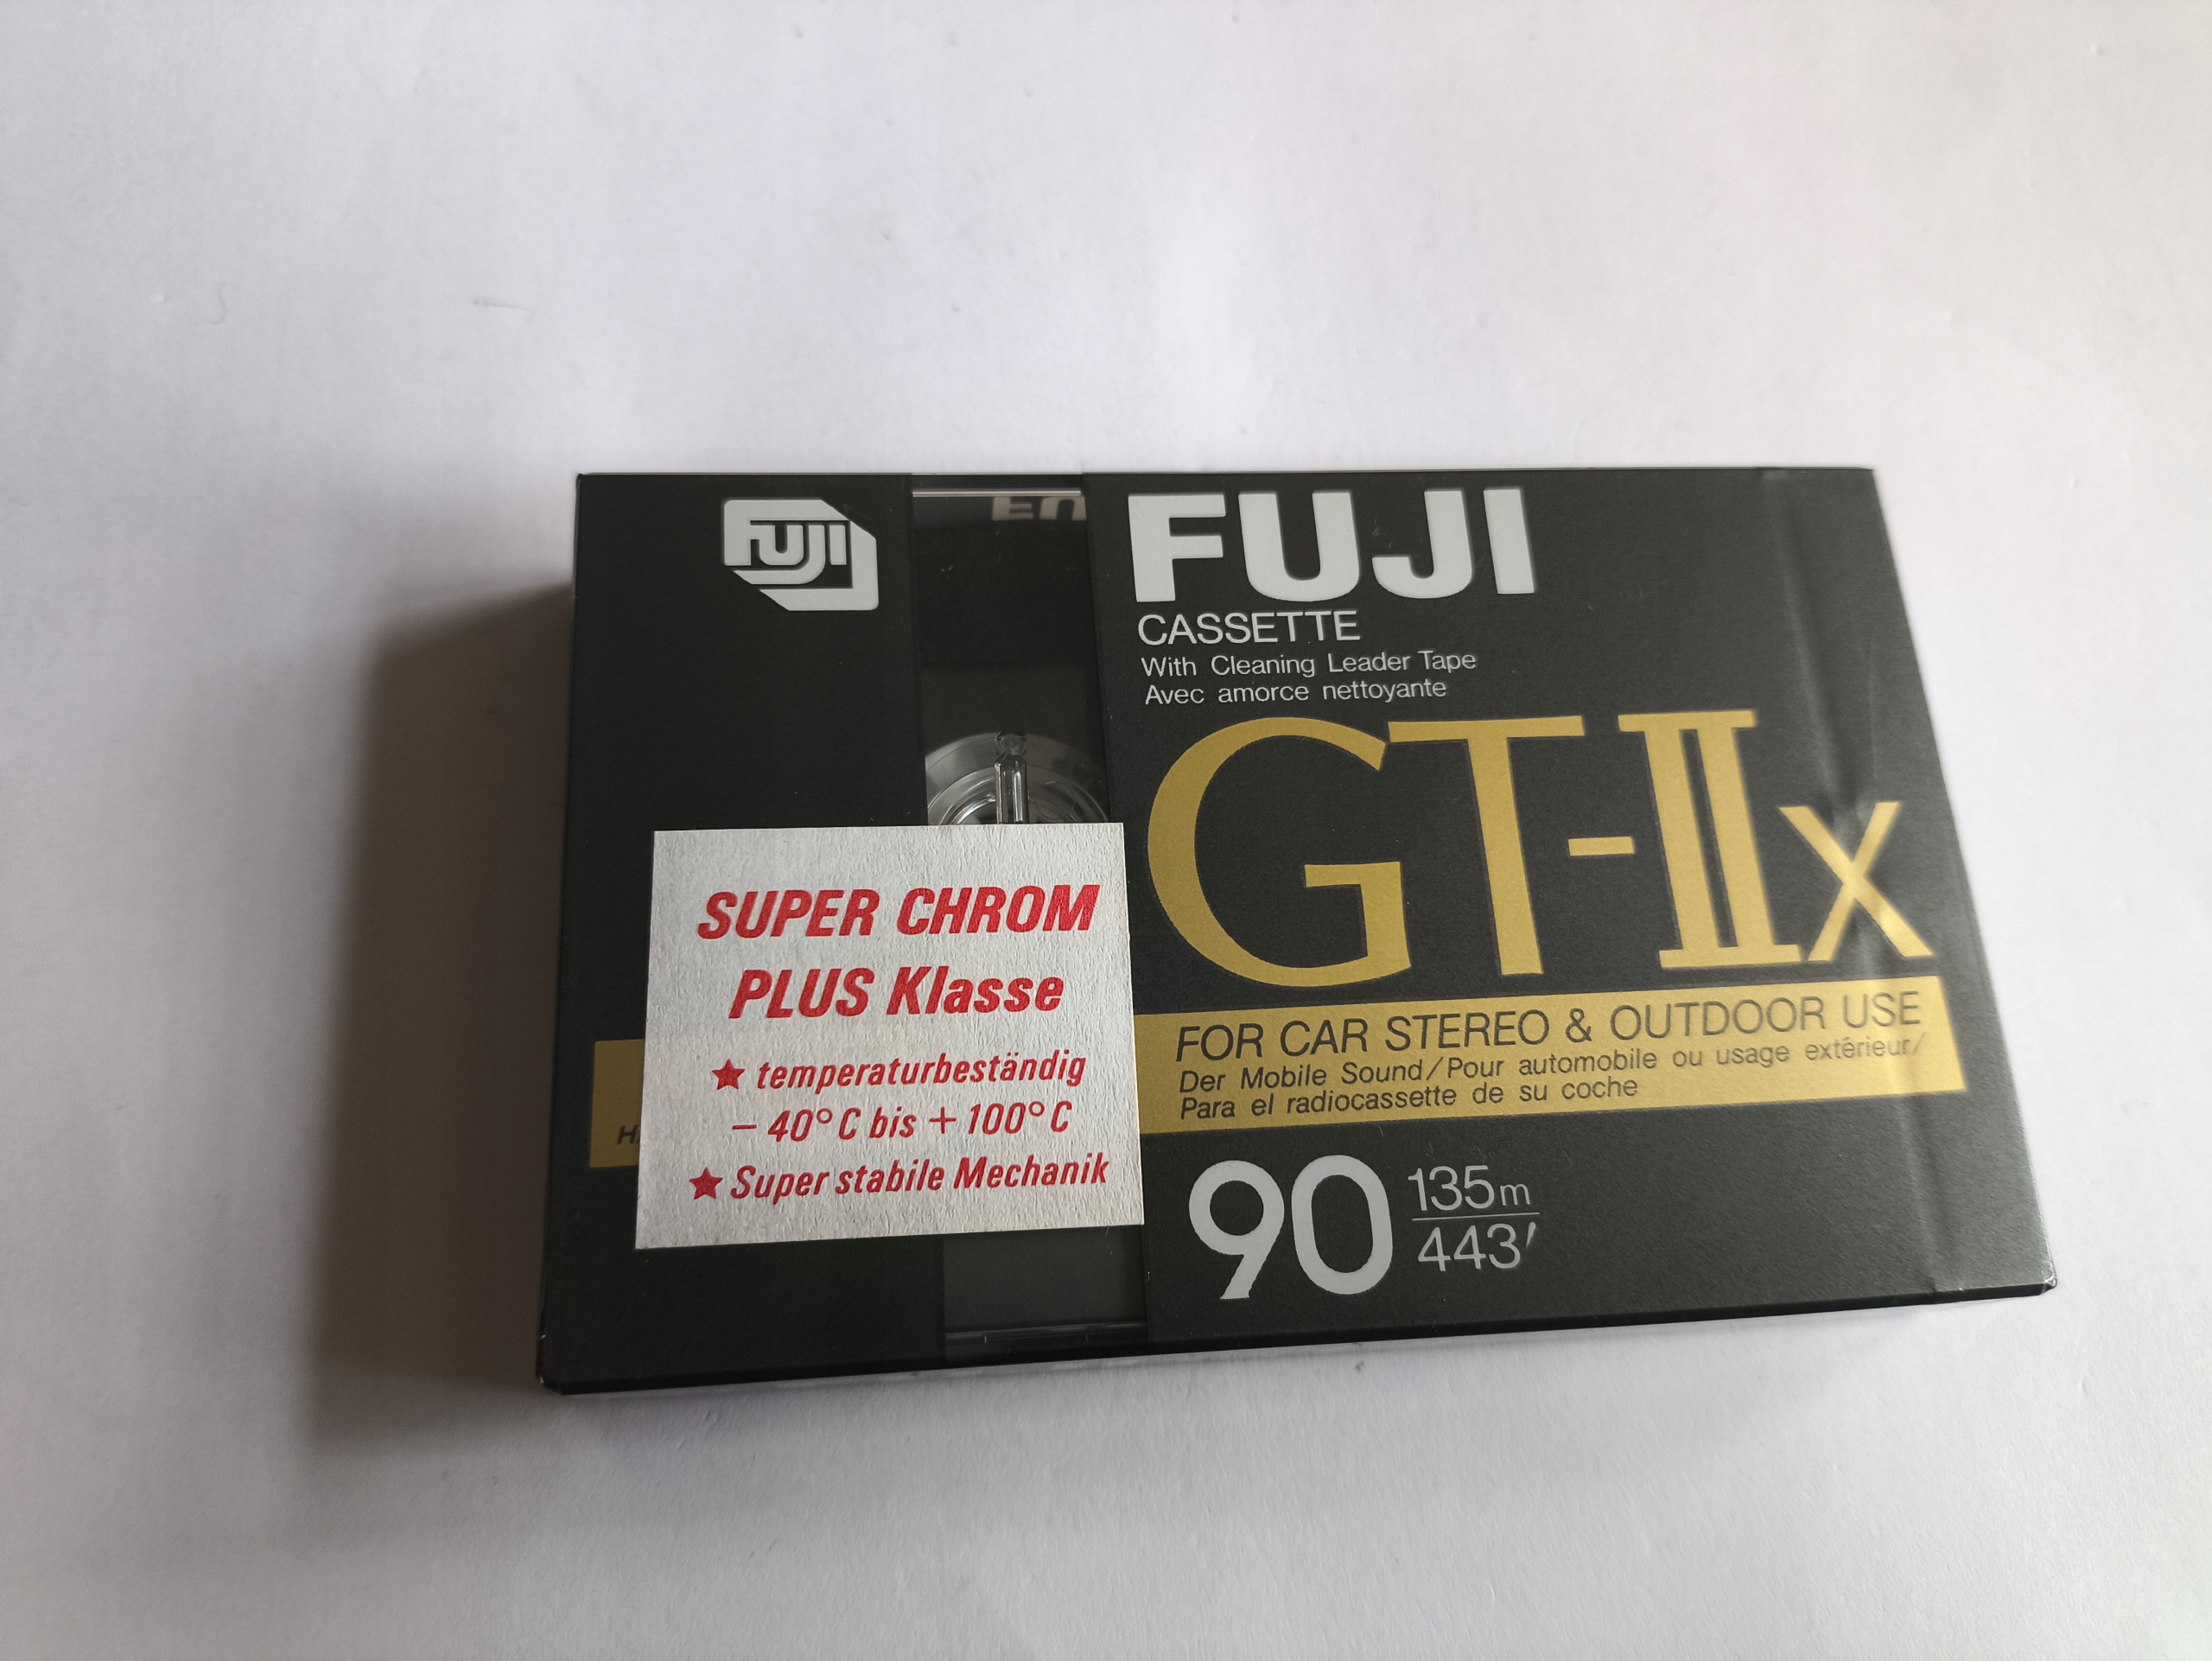 FUJI
FUJI
CASSETTE
With Cleaning Leader Tape
Avec amorce nettoyante
GT-IIx
SUPER CHROM
PLUS Klasse
★ temperaturbeständig
– 40° C bis + 100° C
★ Super stabile Mechanik
FOR CAR STEREO & OUTDOOR USE
Der Mobile Sound/Pour automobile ou usage extérieur/
Para el radiocassette de su coche
90 135m
443'